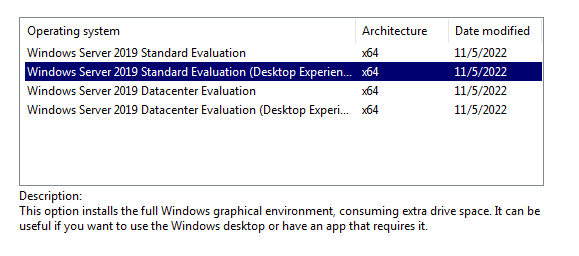 Operating system Architecture Date modified
Windows Server 2019 Standard Evaluation x64 11/5/2022
Windows Server 2019 Standard Evaluation (Desktop Experien... x64 11/5/2022
Windows Server 2019 Datacenter Evaluation x64 11/5/2022
Windows Server 2019 Datacenter Evaluation (Desktop Experi... x64 11/5/2022
Description:
This option installs the full Windows graphical environment, consuming extra drive space. It can be
useful if you want to use the Windows desktop or have an app that requires it.